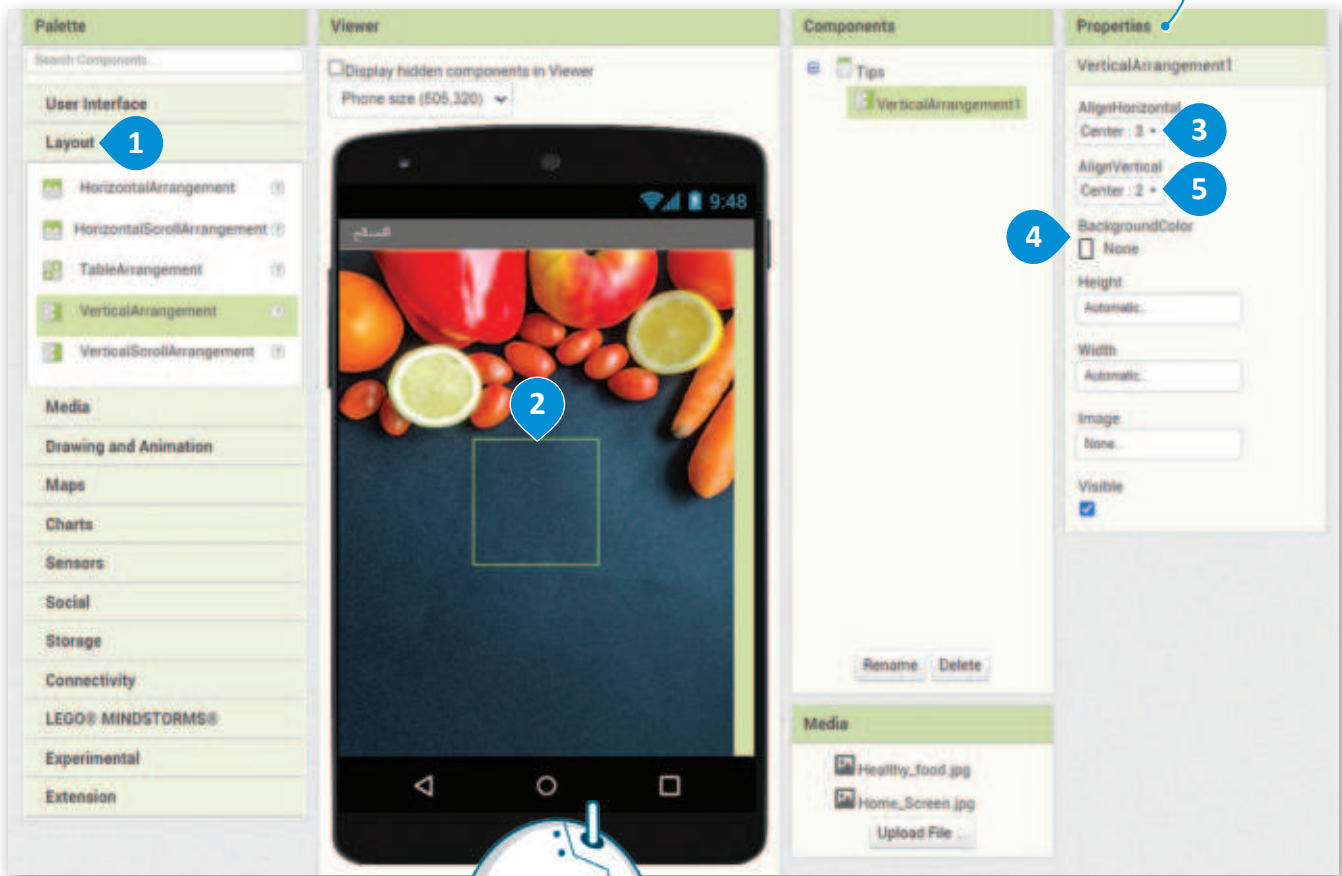 Palette
Search Components...
User Interface
Layout
1
HorizontalArrangement
HorizontalScrollArrangement
TableArrangement
VerticalArrangement
VerticalScrollArrangement
Media
Drawing and Animation
Maps
Charts
Sensors
Social
Storage
Connectivity
LEGO® MINDSTORMS®
Experimental
Extension
Viewer
Display hidden components in Viewer
Phone size (505,320)
9:48
2
Components
Tips
VerticalArrangement1
Rename
Delete
Media
Healthy_food.jpg
Home_Screen.jpg
Upload File ...
Properties
VerticalArrangement1
AlignHorizontal
Center : 3
3
AlignVertical
Center : 2
5
4
BackgroundColor
None
Height
Automatic...
Width
Automatic...
Image
None...
Visible